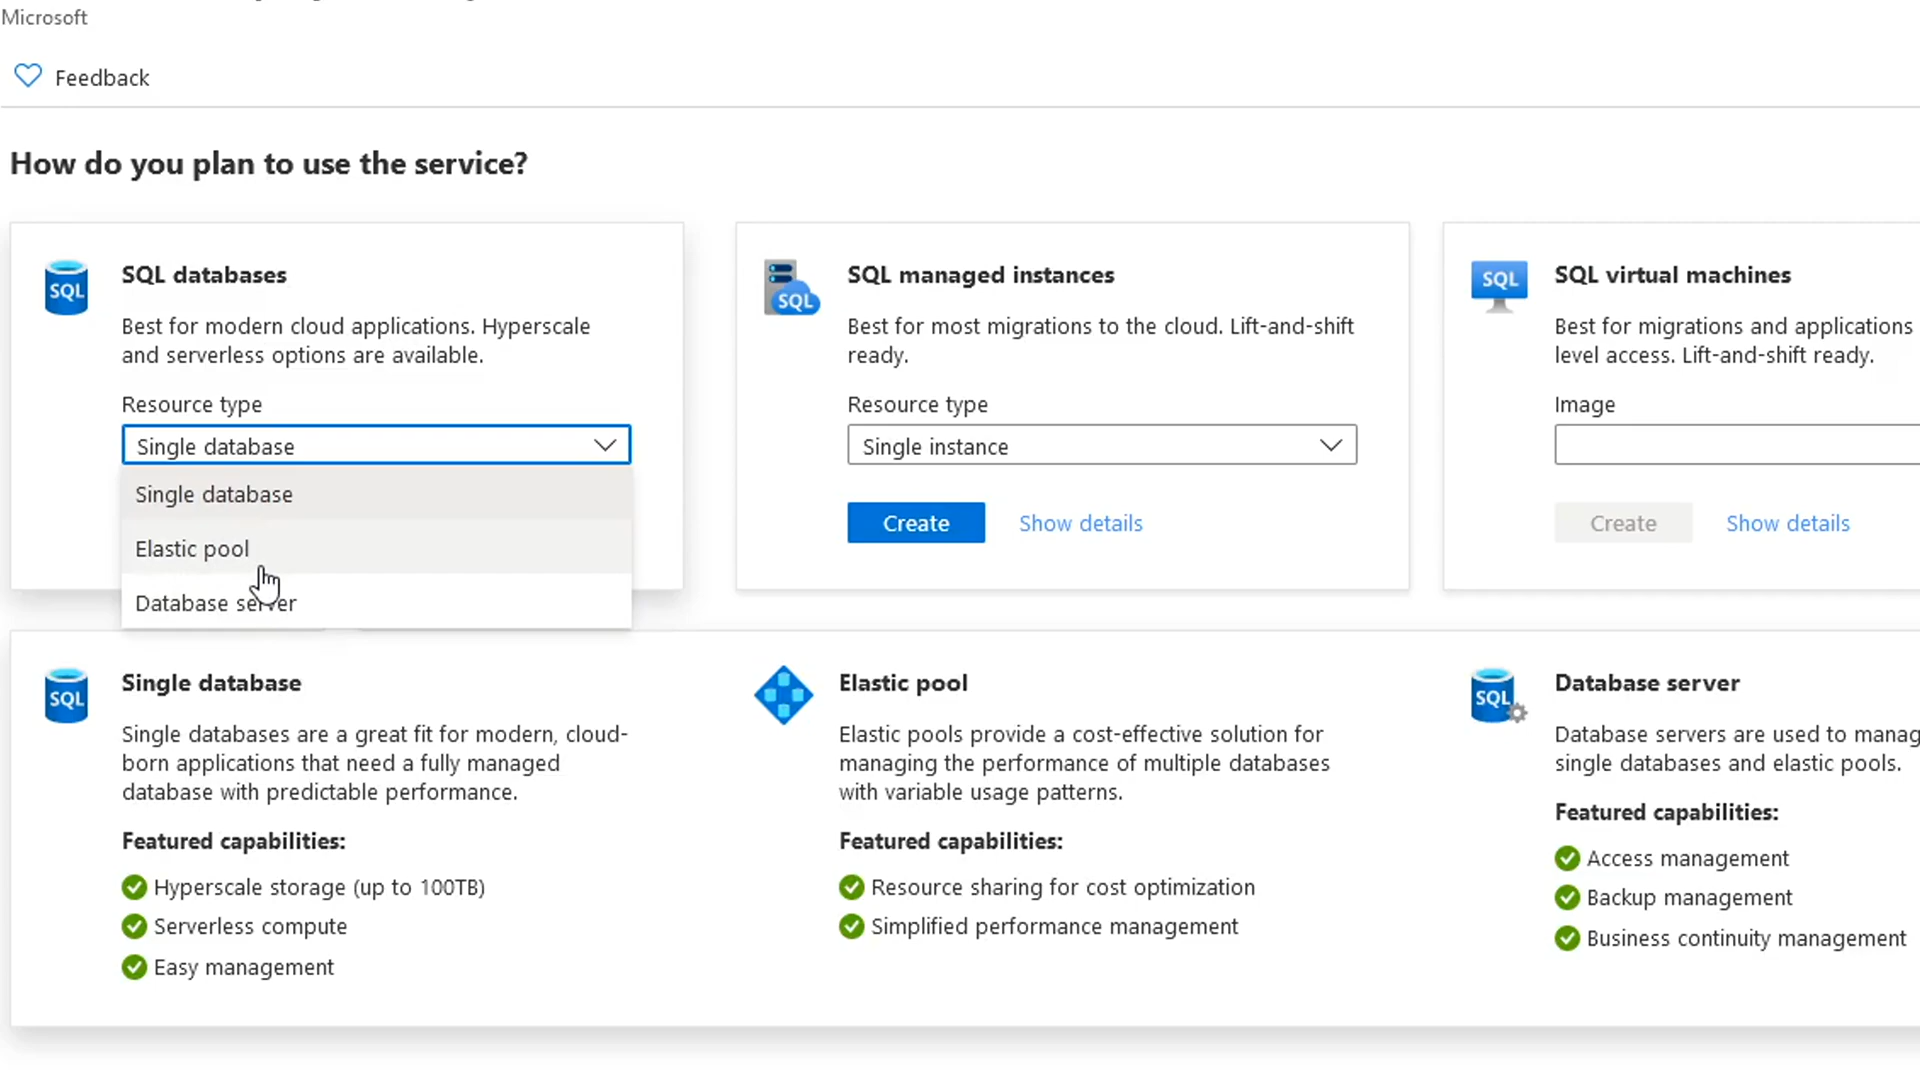 Microsoft
Feedback
How do you plan to use the service?
SQL
SQL databases
Best for modern cloud applications. Hyperscale
and serverless options are available.
Resource type
Single database
Single database
Elastic pool
Database server
SQL
SQL managed instances
Best for most migrations to the cloud. Lift-and-shift
ready.
Resource type
Single instance
Create
Show details
SQL
SQL virtual machines
Best for migrations and applications
level access. Lift-and-shift ready.
Image
Create
Show details
SQL
Single database
Single databases are a great fit for modern, cloud-
born applications that need a fully managed
database with predictable performance.
Featured capabilities:
Hyperscale storage (up to 100TB)
Serverless compute
Easy management
Elastic pool
Elastic pools provide a cost-effective solution for
managing the performance of multiple databases
with variable usage patterns.
Featured capabilities:
Resource sharing for cost optimization
Simplified performance management
SQL
Database server
Database servers are used to manag
single databases and elastic pools.
Featured capabilities:
Access management
Backup management
Business continuity management